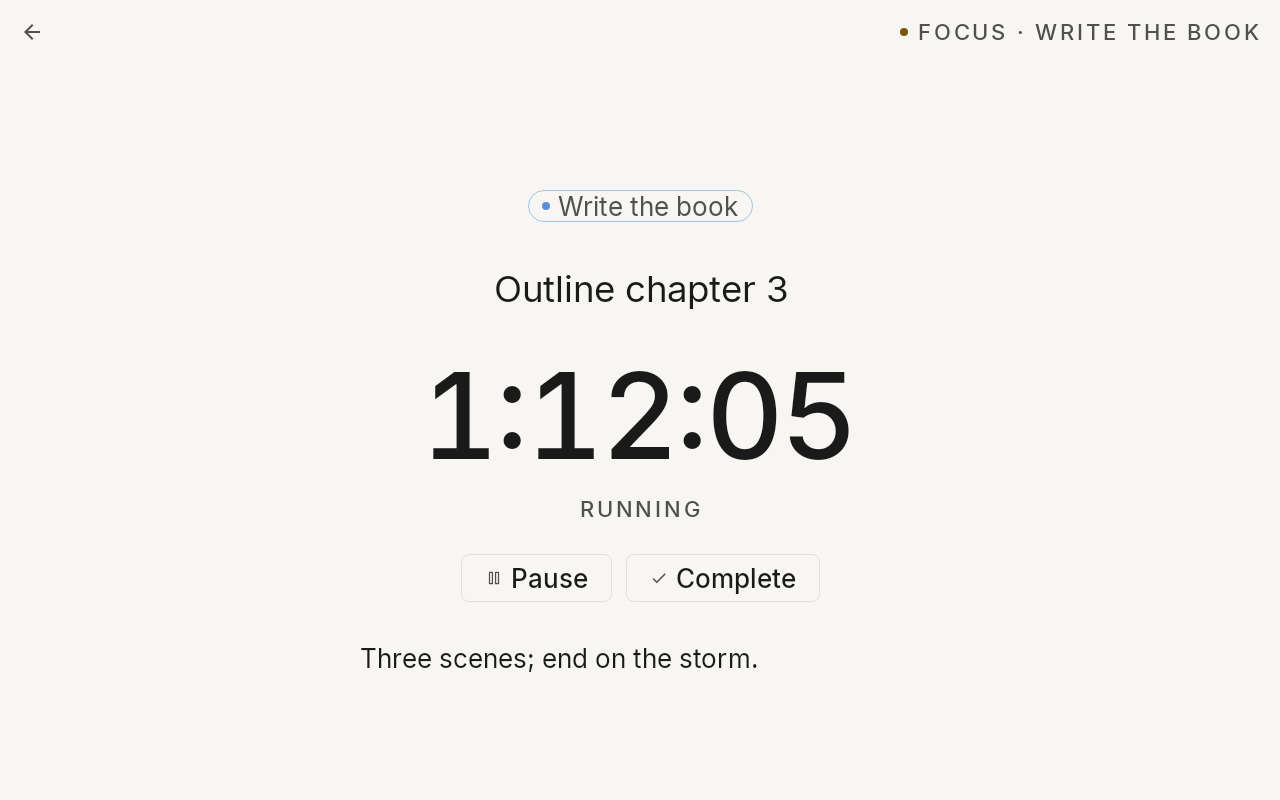 FOCUS · WRITE THE BOOK
Write the book
Outline chapter 3
1:12:05
RUNNING
Pause
Complete
Three scenes; end on the storm.